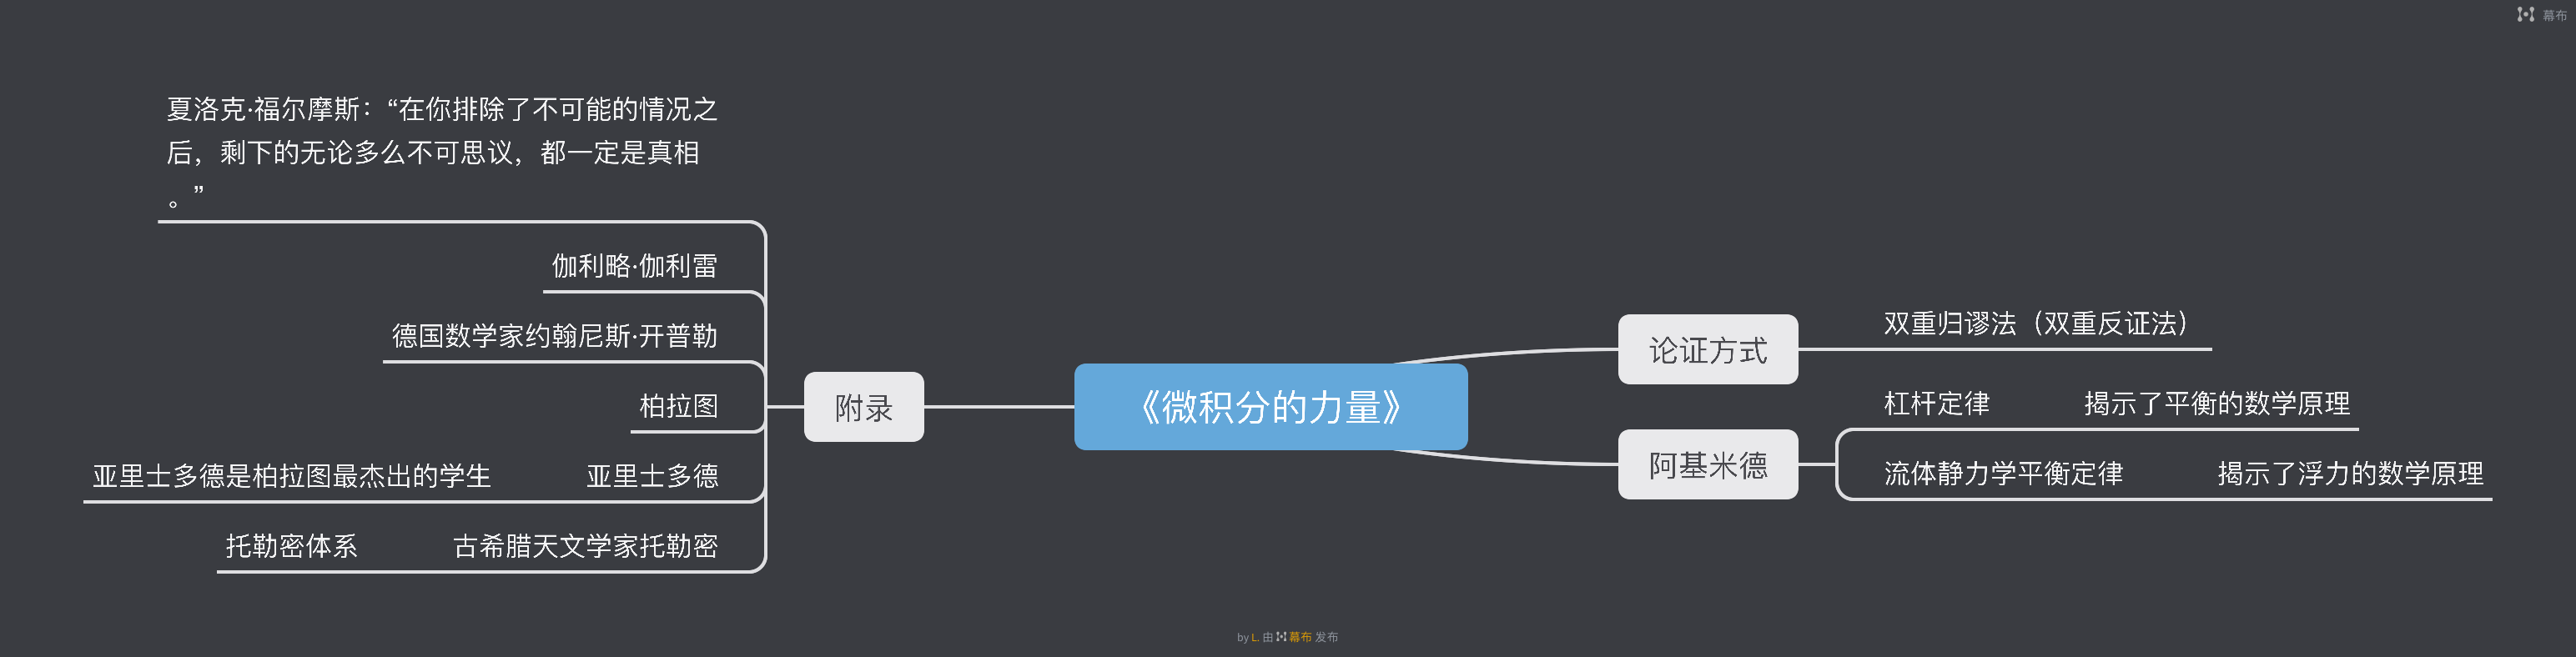 幕布
夏洛克·福尔摩斯：“在你排除了不可能的情况之
后，剩下的无论多么不可思议，都一定是真相
。”
伽利略·伽利雷
德国数学家约翰尼斯·开普勒
柏拉图
亚里士多德是柏拉图最杰出的学生 亚里士多德
托勒密体系 古希腊天文学家托勒密
附录
《微积分的力量》
论证方式
双重归谬法（双重反证法）
阿基米德
杠杆定律 揭示了平衡的数学原理
流体静力学平衡定律 揭示了浮力的数学原理
by L. 由 幕布 发布